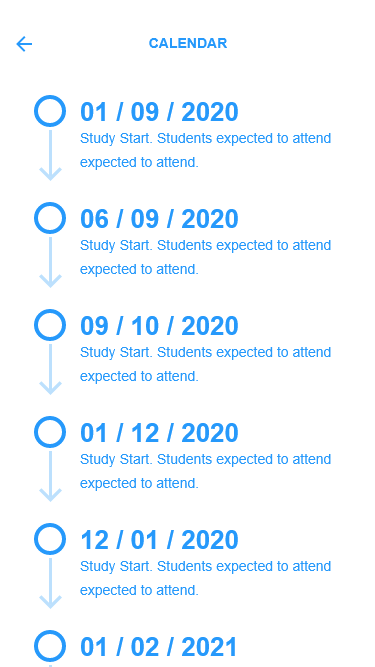 CALENDAR
01 / 09 / 2020
Study Start. Students expected to attend
expected to attend.
06 / 09 / 2020
Study Start. Students expected to attend
expected to attend.
09 / 10 / 2020
Study Start. Students expected to attend
expected to attend.
01 / 12 / 2020
Study Start. Students expected to attend
expected to attend.
12 / 01 / 2020
Study Start. Students expected to attend
expected to attend.
01 / 02 / 2021